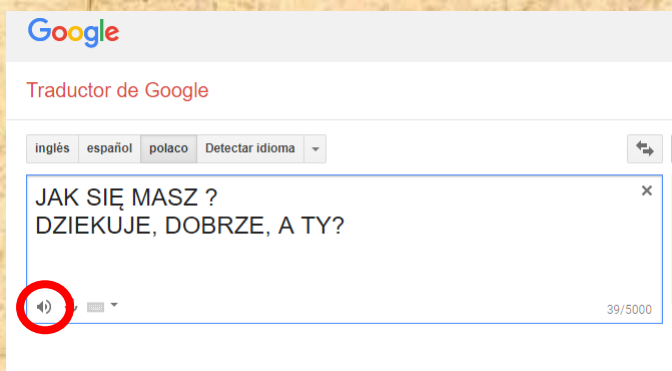 Google
Traductor de Google
inglés español polaco Detectar idioma
JAK SIĘ MASZ ?
DZIEKUJE, DOBRZE, A TY?
39/5000